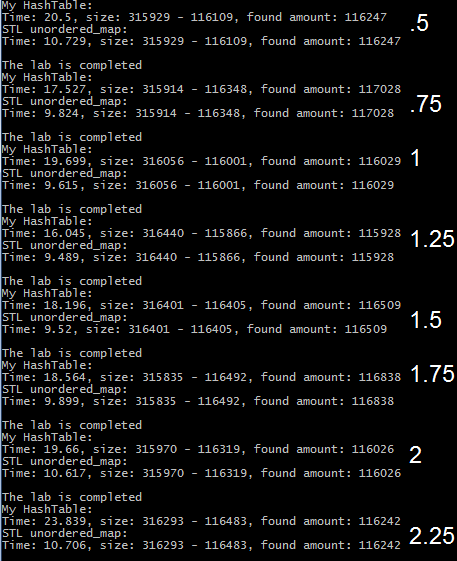 My HashTable:
Time: 20.5, size: 315929 - 116109, found amount: 116247
.5
STL unordered_map:
Time: 10.729, size: 315929 - 116109, found amount: 116247
The lab is completed
My HashTable:
Time: 17.527, size: 315914 - 116348, found amount: 117028
.75
STL unordered_map:
Time: 9.824, size: 315914 - 116348, found amount: 117028
The lab is completed
My HashTable:
Time: 19.699, size: 316056 - 116001, found amount: 116029
1
STL unordered_map:
Time: 9.615, size: 316056 - 116001, found amount: 116029
The lab is completed
My HashTable:
Time: 16.045, size: 316440 - 115866, found amount: 115928
1.25
STL unordered_map:
Time: 9.489, size: 316440 - 115866, found amount: 115928
The lab is completed
My HashTable:
Time: 18.196, size: 316401 - 116405, found amount: 116509
1.5
STL unordered_map:
Time: 9.52, size: 316401 - 116405, found amount: 116509
The lab is completed
My HashTable:
Time: 18.564, size: 315835 - 116492, found amount: 116838
1.75
STL unordered_map:
Time: 9.899, size: 315835 - 116492, found amount: 116838
The lab is completed
My HashTable:
Time: 19.66, size: 315970 - 116319, found amount: 116026
2
STL unordered_map:
Time: 10.617, size: 315970 - 116319, found amount: 116026
The lab is completed
My HashTable:
Time: 23.839, size: 316293 - 116483, found amount: 116242
2.25
STL unordered_map:
Time: 10.706, size: 316293 - 116483, found amount: 116242